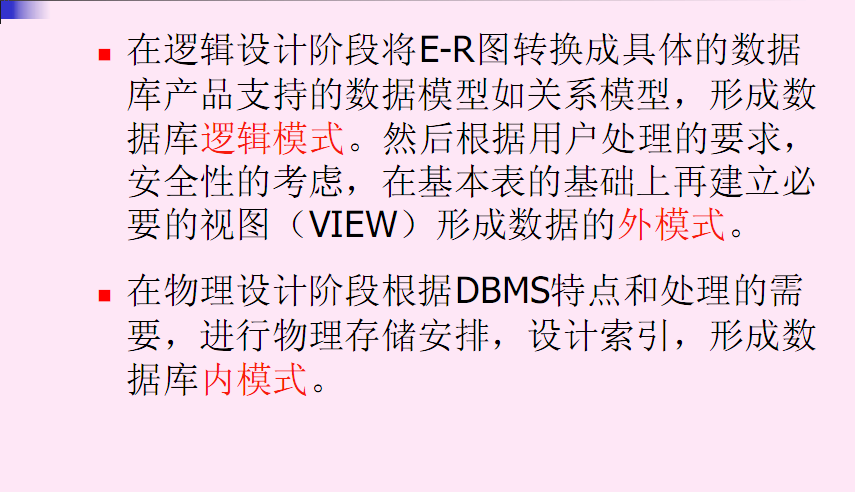 在逻辑设计阶段将E-R图转换成具体的数据
库产品支持的数据模型如关系模型，形成数
据库逻辑模式。然后根据用户处理的要求，
安全性的考虑，在基本表的基础上再建立必
要的视图（VIEW）形成数据的外模式。
在物理设计阶段根据DBMS特点和处理的需
要，进行物理存储安排，设计索引，形成数
据库内模式。